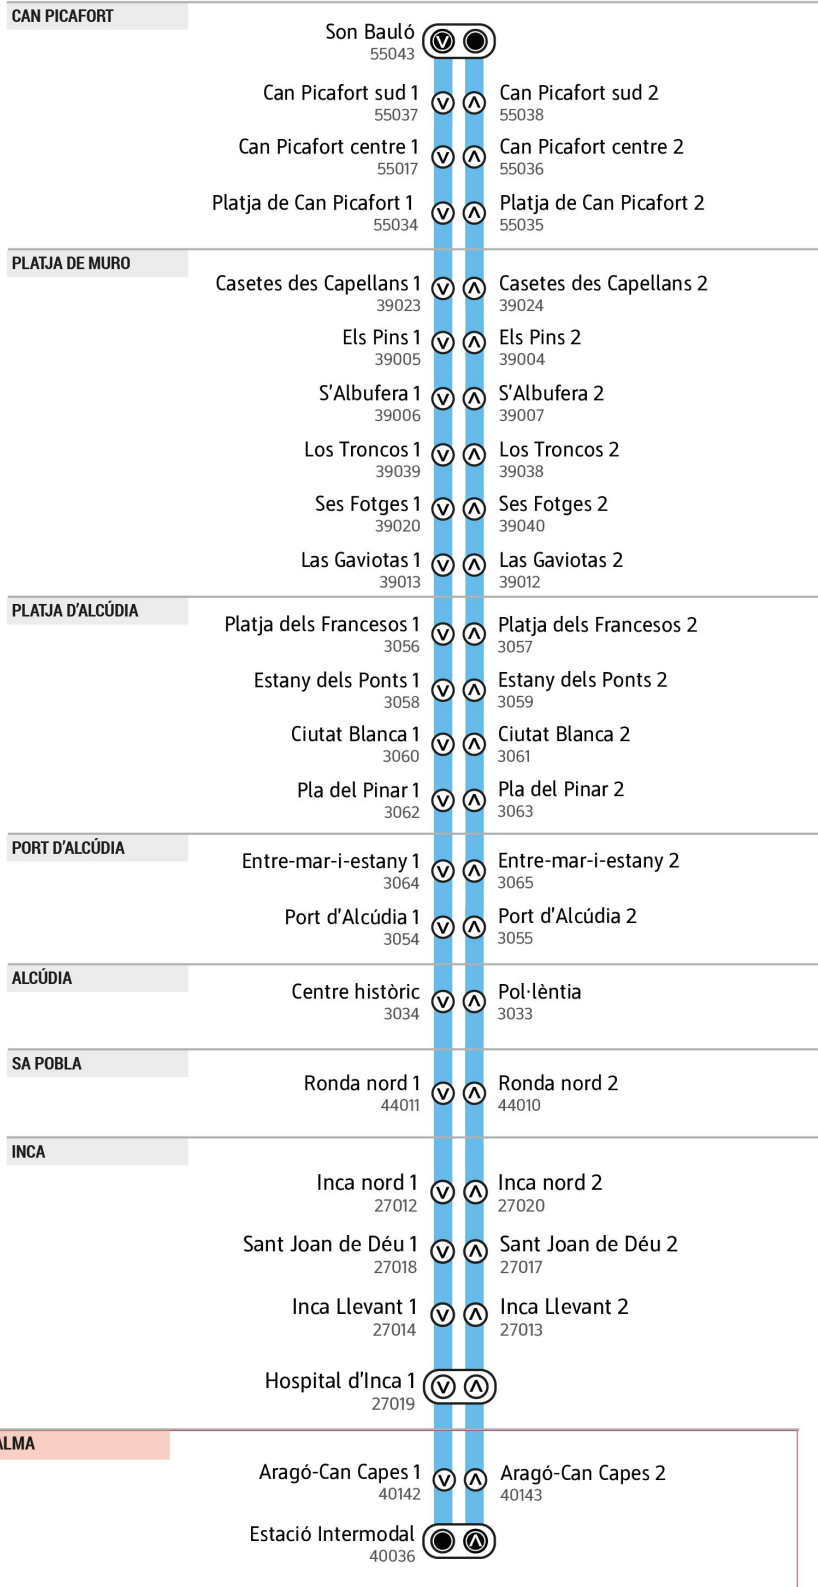 CAN PICAFORT
Son Bauló
55043
Can Picafort sud 1
55037
Can Picafort sud 2
55038
Can Picafort centre 1
55017
Can Picafort centre 2
55036
Platja de Can Picafort 1
55034
Platja de Can Picafort 2
55035
PLATJA DE MURO
Casetes des Capellans 1
39023
Casetes des Capellans 2
39024
Els Pins 1
39005
Els Pins 2
39004
S'Albufera 1
39006
S'Albufera 2
39007
Los Troncos 1
39039
Los Troncos 2
39038
Ses Fotges 1
39020
Ses Fotges 2
39040
Las Gaviotas 1
39013
Las Gaviotas 2
39012
PLATJA D'ALCÚDIA
Platja dels Francesos 1
3056
Platja dels Francesos 2
3057
Estany dels Ponts 1
3058
Estany dels Ponts 2
3059
Ciutat Blanca 1
3060
Ciutat Blanca 2
3061
Pla del Pinar 1
3062
Pla del Pinar 2
3063
PORT D'ALCÚDIA
Entre-mar-i-estany 1
3064
Entre-mar-i-estany 2
3065
Port d'Alcúdia 1
3054
Port d'Alcúdia 2
3055
ALCÚDIA
Centre històric
3034
Pol·lèntia
3033
SA POBLA
Ronda nord 1
44011
Ronda nord 2
44010
INCA
Inca nord 1
27012
Inca nord 2
27020
Sant Joan de Déu 1
27018
Sant Joan de Déu 2
27017
Inca Llevant 1
27014
Inca Llevant 2
27013
Hospital d'Inca 1
27019
ALMA
Aragó-Can Capes 1
40142
Aragó-Can Capes 2
40143
Estació Intermodal
40036